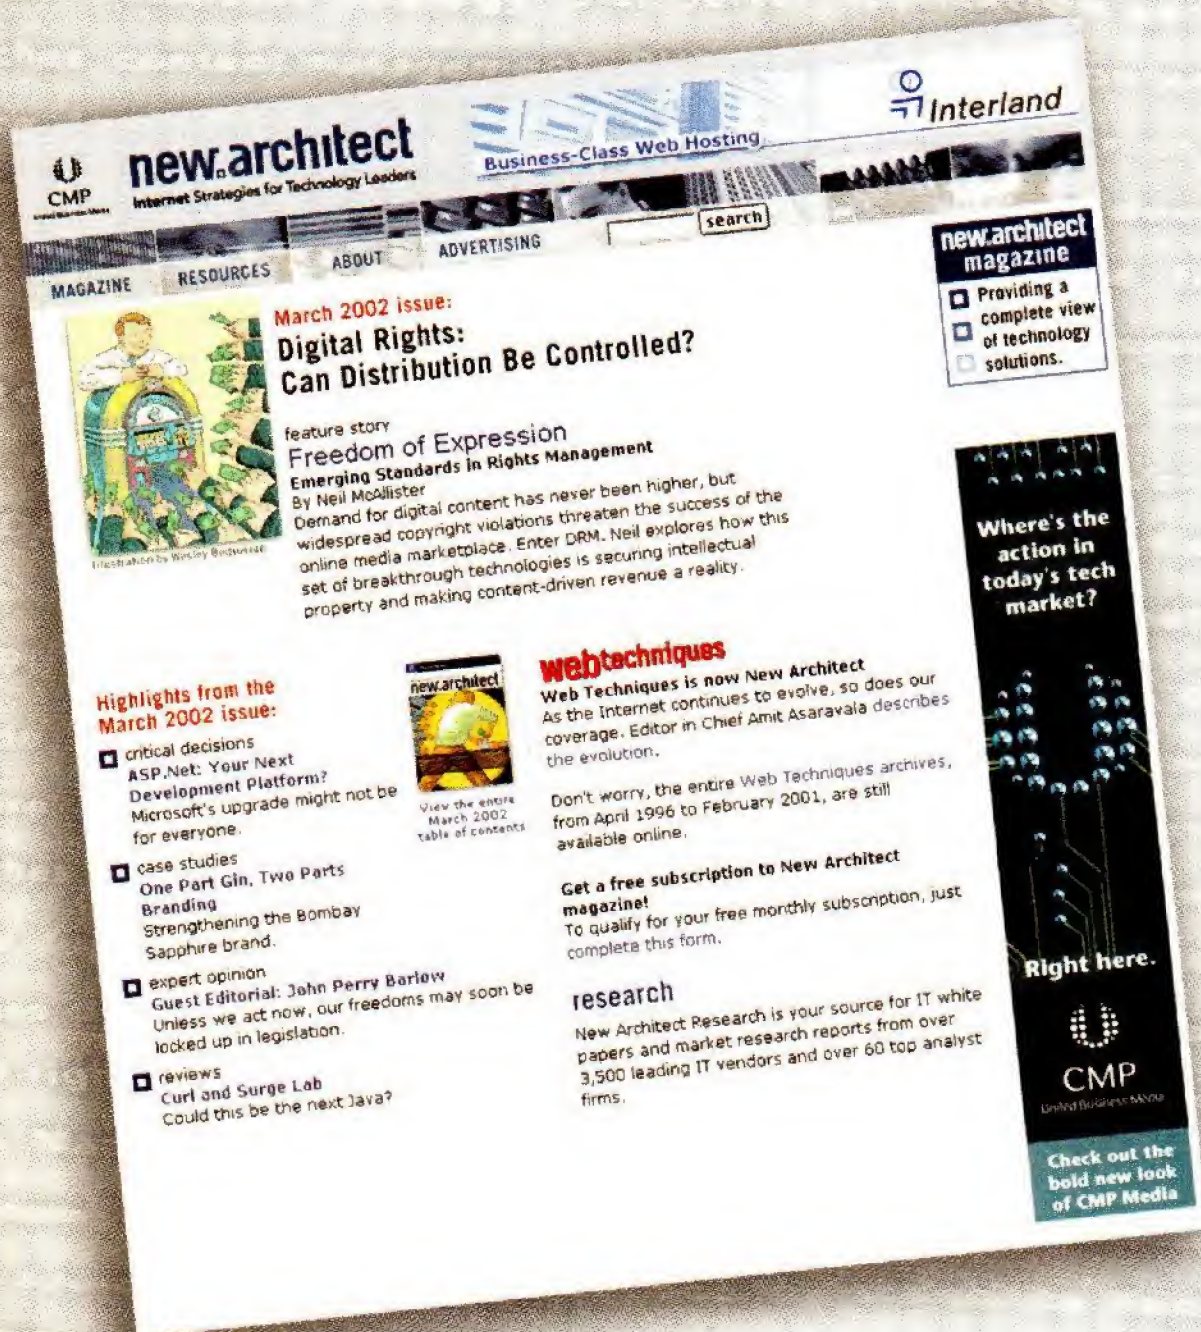 CMP
United Business Media
new.architect
Internet Strategies for Technology Leaders
Business-Class Web Hosting
Interland
MAGAZINE
RESOURCES
ABOUT
ADVERTISING
search
new.architect
magazine
Providing a
complete view
of technology
solutions.
March 2002 issue:
Digital Rights:
Can Distribution Be Controlled?
feature story
Freedom of Expression
Emerging Standards in Rights Management
By Neil McAllister
Demand for digital content has never been higher, but
widespread copyright violations threaten the success of the
online media marketplace. Enter DRM. Neil explores how this
set of breakthrough technologies is securing intellectual
property and making content-driven revenue a reality.
Illustration by Wesley
Highlights from the
March 2002 issue:
critical decisions
ASP.Net: Your Next
Development Platform?
Microsoft's upgrade might not be
for everyone.
case studies
One Part Gin, Two Parts
Branding
Strengthening the Bombay
Sapphire brand.
expert opinion
Guest Editorial: John Perry Barlow
Unless we act now, our freedoms may soon be
locked up in legislation.
reviews
Curl and Surge Lab
Could this be the next Java?
new.architect
View the entire
March 2002
table of contents
webtechniques
Web Techniques is now New Architect
As the Internet continues to evolve, so does our
coverage. Editor in Chief Amit Asaravala describes
the evolution.
Don't worry, the entire Web Techniques archives,
from April 1996 to February 2001, are still
available online.
Get a free subscription to New Architect
magazine!
To qualify for your free monthly subscription, just
complete this form.
research
New Architect Research is your source for IT white
papers and market research reports from over
3,500 leading IT vendors and over 60 top analyst
firms.
Where's the
action in
today's tech
market?
Right here.
CMP
United Business Media
Check out the
bold new look
of CMP Media